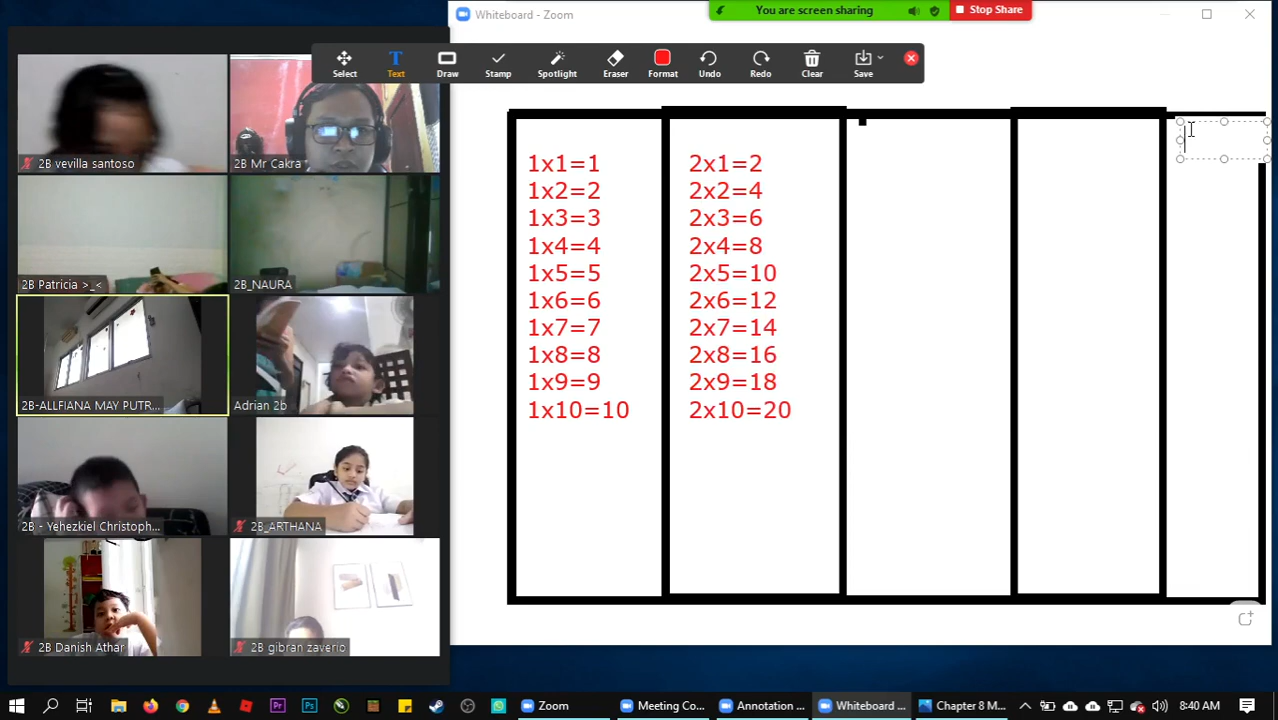 Whiteboard - Zoom
You are screen sharing
Stop Share
Select
Text
Draw
Stamp
Spotlight
Eraser
Format
Undo
Redo
Clear
Save
2B vevilla santoso
2B Mr Cakra
2B Patricia >_<
2B_NAURA
2B-ALLFIANA MAY PUTR...
Adrian 2b
2B - Yehezkiel Christoph...
2B_ARTHANA
2B Danish Athar
2B gibran zaverio
1x1=1
1x2=2
1x3=3
1x4=4
1x5=5
1x6=6
1x7=7
1x8=8
1x9=9
1x10=10
2x1=2
2x2=4
2x3=6
2x4=8
2x5=10
2x6=12
2x7=14
2x8=16
2x9=18
2x10=20
Pr
Ps
Zoom
Meeting Co...
Annotation ...
Whiteboard ...
Chapter 8 M...
8:40 AM